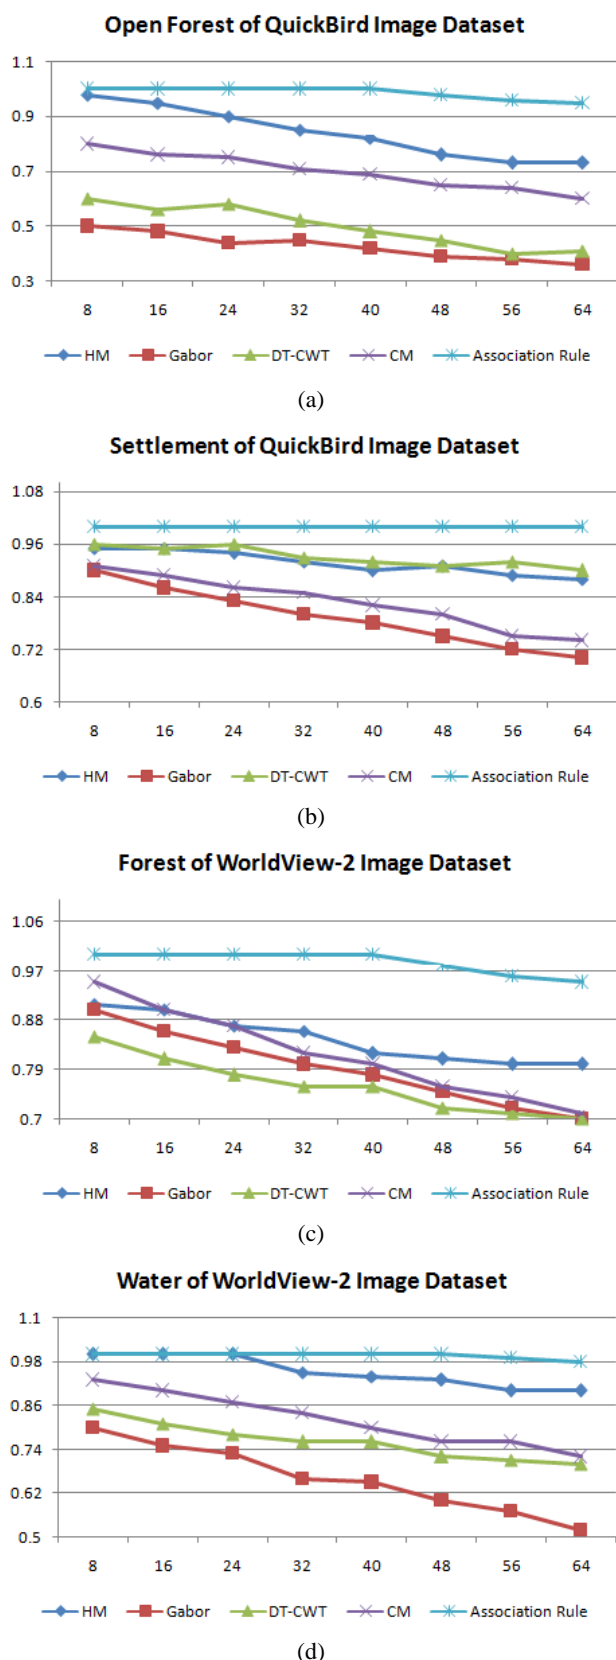 Open Forest of QuickBird Image Dataset
1.1
0.9
0.7
0.5
0.3
8 16 24 32 40 48 56 64
HM Gabor DT-CWT CM Association Rule
(a)
Settlement of QuickBird Image Dataset
1.08
0.96
0.84
0.72
0.6
8 16 24 32 40 48 56 64
HM Gabor DT-CWT CM Association Rule
(b)
Forest of WorldView-2 Image Dataset
1.06
0.97
0.88
0.79
0.7
8 16 24 32 40 48 56 64
HM Gabor DT-CWT CM Association Rule
(c)
Water of WorldView-2 Image Dataset
1.1
0.98
0.86
0.74
0.62
0.5
8 16 24 32 40 48 56 64
HM Gabor DT-CWT CM Association Rule
(d)